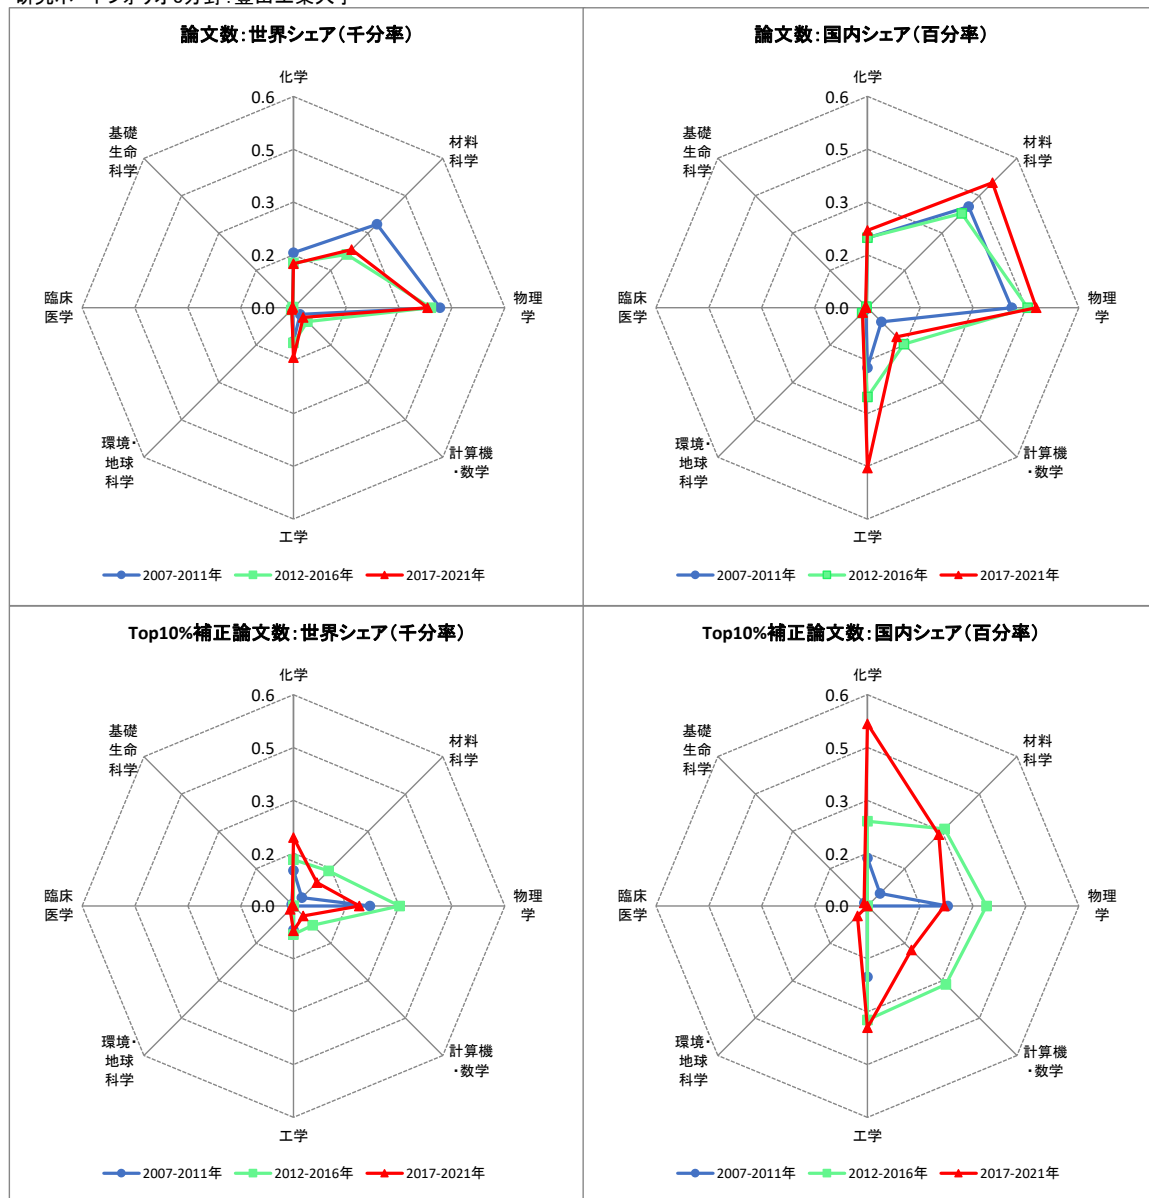 論文数：世界シェア（千分率）
化学
0.6
0.5
0.3
0.2
0.0
材料
科学
物理
学
計算機
・数学
工学
環境・
地球
科学
臨床
医学
基礎
生命
科学
2007-2011年 2012-2016年 2017-2021年
論文数：国内シェア（百分率）
化学
0.6
0.5
0.3
0.2
0.0
材料
科学
物理
学
計算機
・数学
工学
環境・
地球
科学
臨床
医学
基礎
生命
科学
2007-2011年 2012-2016年 2017-2021年
Top10%補正論文数：世界シェア（千分率）
化学
0.6
0.5
0.3
0.2
0.0
材料
科学
物理
学
計算機
・数学
工学
環境・
地球
科学
臨床
医学
基礎
生命
科学
2007-2011年 2012-2016年 2017-2021年
Top10%補正論文数：国内シェア（百分率）
化学
0.6
0.5
0.3
0.2
0.0
材料
科学
物理
学
計算機
・数学
工学
環境・
地球
科学
臨床
医学
基礎
生命
科学
2007-2011年 2012-2016年 2017-2021年